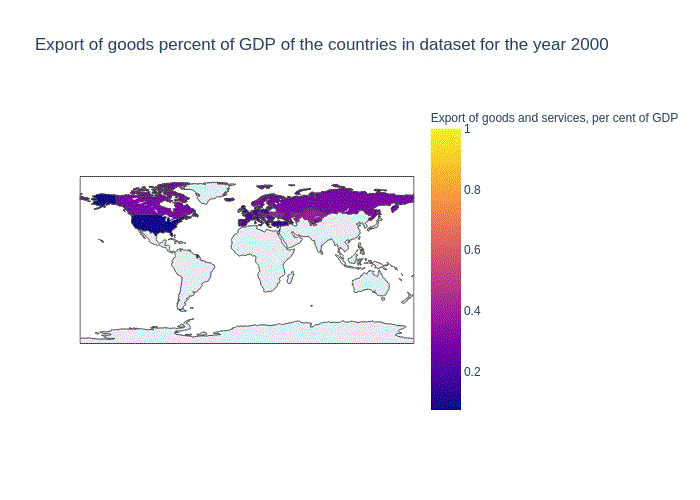 Export of goods percent of GDP of the countries in dataset for the year 2000
Export of goods and services, per cent of GDP
1
0.8
0.6
0.4
0.2